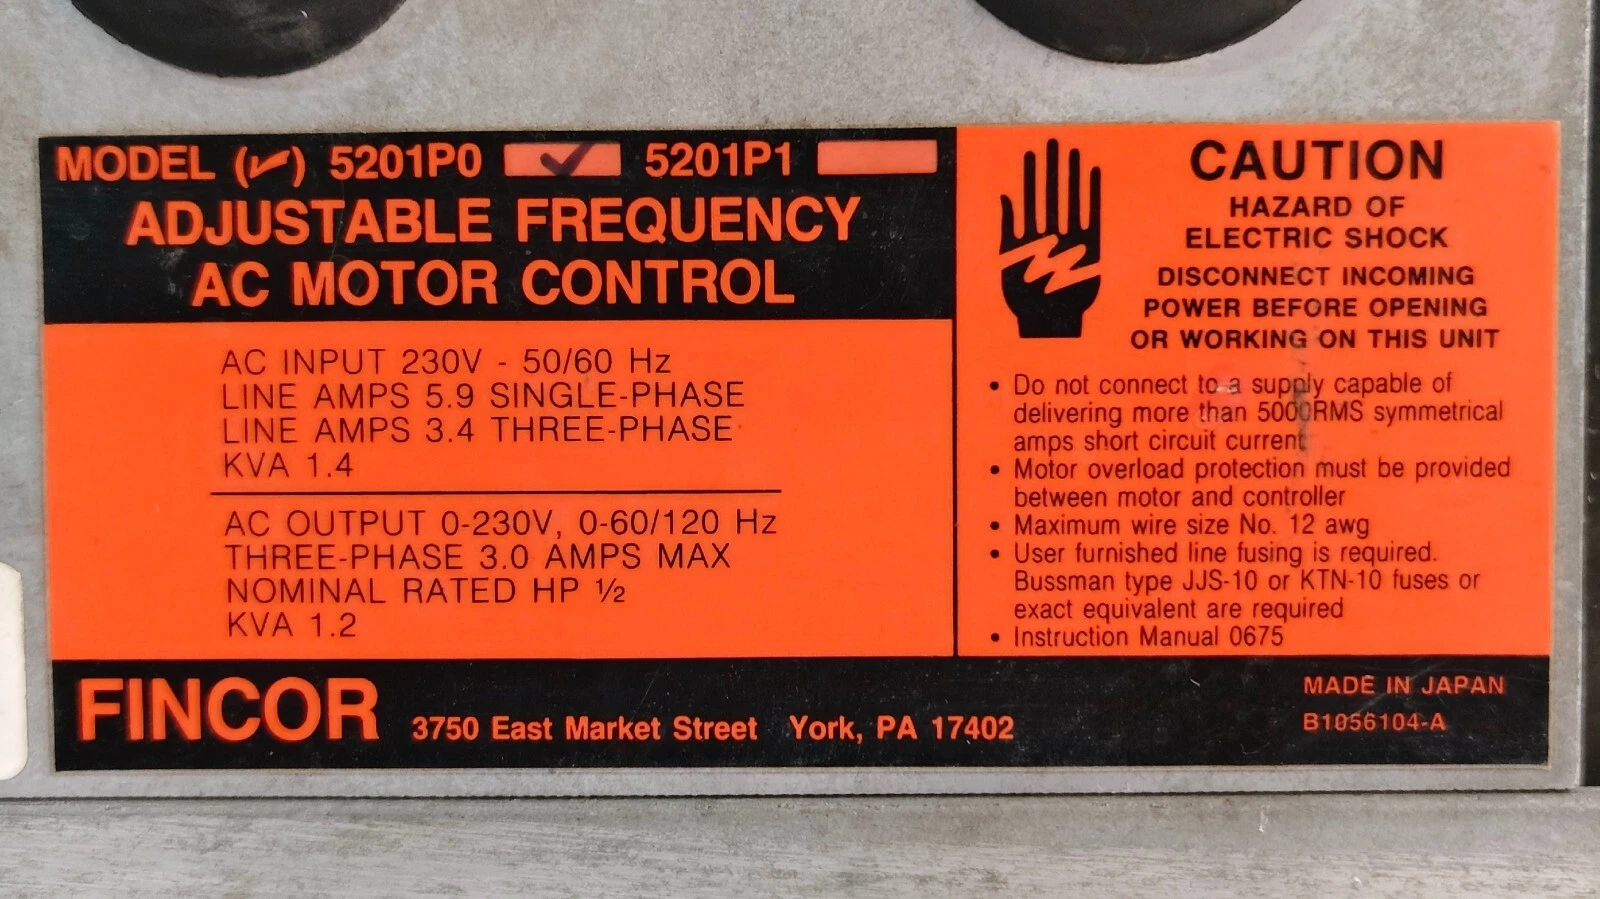 MODEL (✓) 5201P0 ✓ 5201P1
ADJUSTABLE FREQUENCY
AC MOTOR CONTROL
AC INPUT 230V - 50/60 Hz
LINE AMPS 5.9 SINGLE-PHASE
LINE AMPS 3.4 THREE-PHASE
KVA 1.4
AC OUTPUT 0-230V, 0-60/120 Hz
THREE-PHASE 3.0 AMPS MAX
NOMINAL RATED HP ½
KVA 1.2
CAUTION
HAZARD OF
ELECTRIC SHOCK
DISCONNECT INCOMING
POWER BEFORE OPENING
OR WORKING ON THIS UNIT
• Do not connect to a supply capable of
delivering more than 5000RMS symmetrical
amps short circuit current
• Motor overload protection must be provided
between motor and controller
• Maximum wire size No. 12 awg
• User furnished line fusing is required.
Bussman type JJS-10 or KTN-10 fuses or
exact equivalent are required
• Instruction Manual 0675
FINCOR 3750 East Market Street York, PA 17402
MADE IN JAPAN
B1056104-A